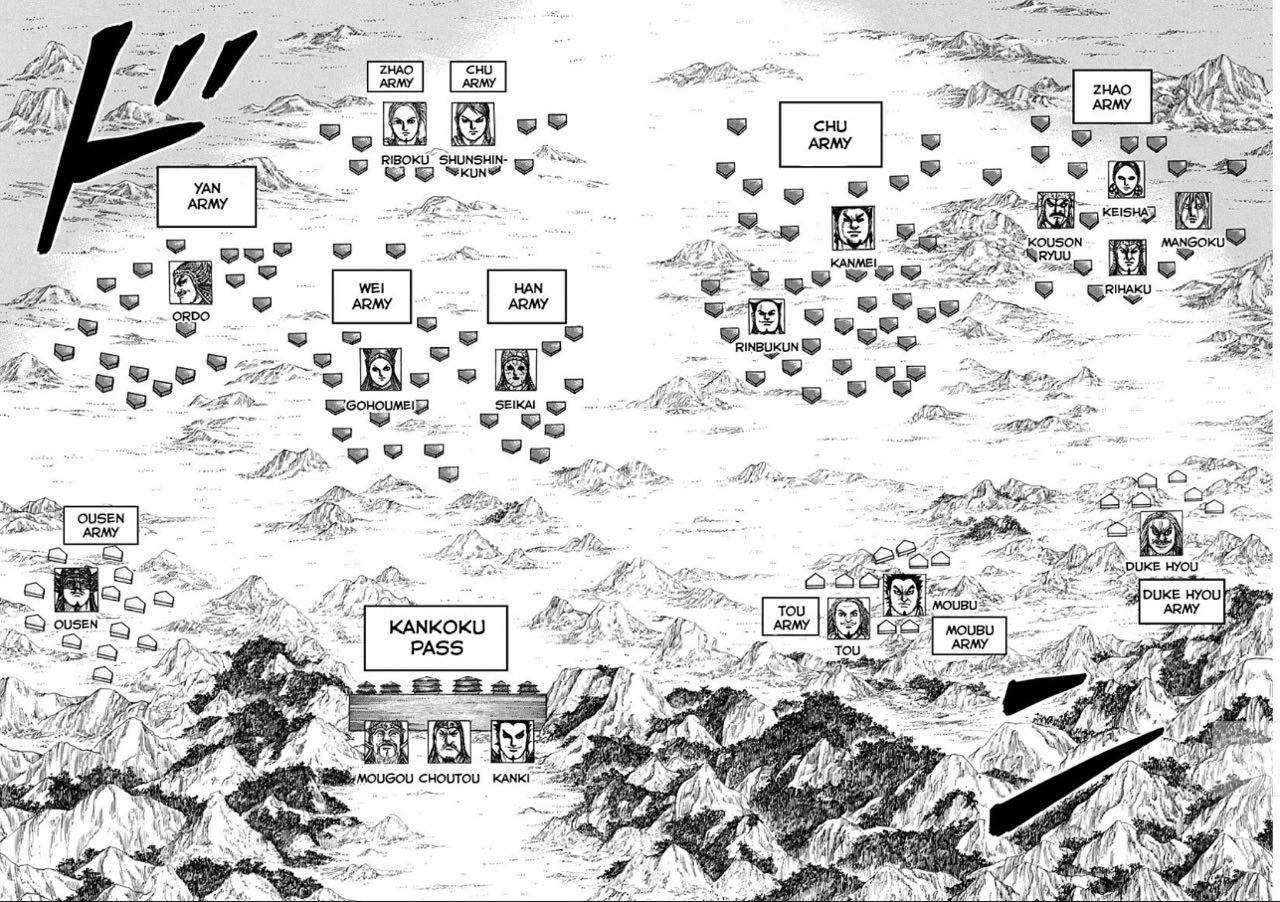 ド
ZHAO
ARMY
CHU
ARMY
RIBOKU
SHUNSHIN-
KUN
YAN
ARMY
ORDO
WEI
ARMY
GOHOUMEI
HAN
ARMY
SEIKAI
CHU
ARMY
KANMEI
RINBUKUN
ZHAO
ARMY
KEISHA
KOUSON
RYUU
MANGOKU
RIHAKU
OUSEN
ARMY
OUSEN
KANKOKU
PASS
MOUGOU
CHOUTOU
KANKI
TOU
ARMY
TOU
MOUBU
MOUBU
ARMY
DUKE HYOU
DUKE HYOU
ARMY
ン